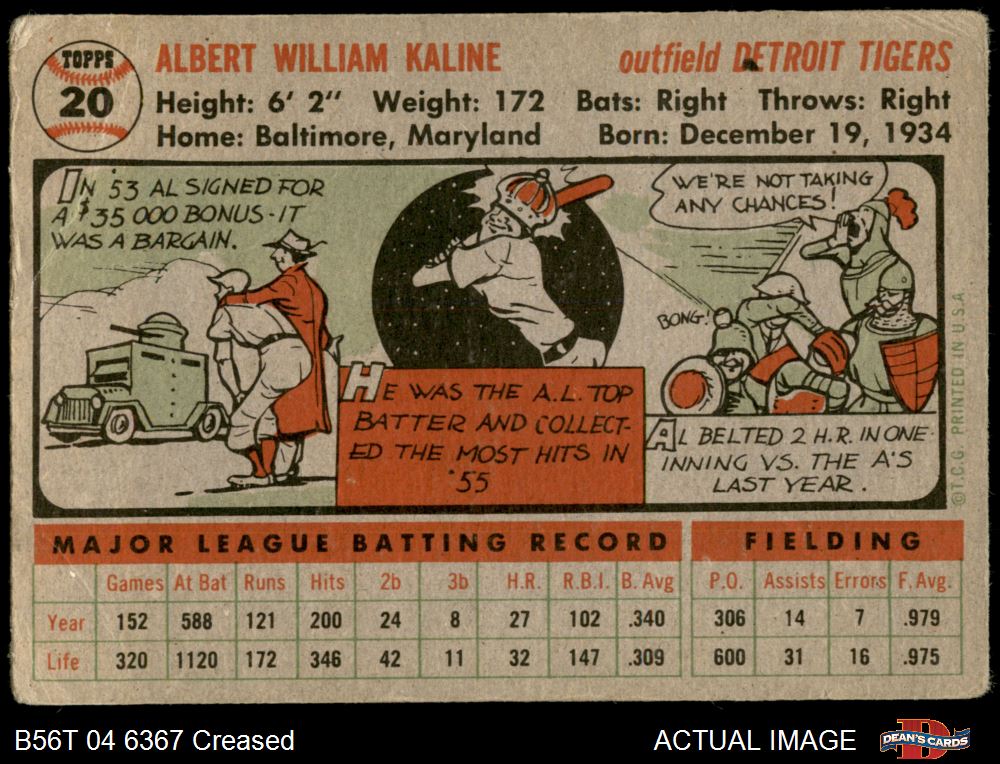 TOPPS
20
ALBERT WILLIAM KALINE outfield DETROIT TIGERS
Height: 6' 2" Weight: 172 Bats: Right Throws: Right
Home: Baltimore, Maryland Born: December 19, 1934
IN '53 AL SIGNED FOR
A $35 000 BONUS - IT
WAS A BARGAIN.
HE WAS THE A.L. TOP
BATTER AND COLLECT-
ED THE MOST HITS IN
'55
WE'RE NOT TAKING
ANY CHANCES!
BONG!
AL BELTED 2 H.R. IN ONE
INNING VS. THE A'S
LAST YEAR.
©T.C.G. PRINTED IN U.S.A
MAJOR LEAGUE BATTING RECORD FIELDING
Games At Bat Runs Hits 2b 3b H.R. R.B.I. B. Avg P.O. Assists Errors F. Avg.
Year 152 588 121 200 24 8 27 102 .340 306 14 7 .979
Life 320 1120 172 346 42 11 32 147 .309 600 31 16 .975
B56T 04 6367 Creased ACTUAL IMAGE DEAN'S CARDS